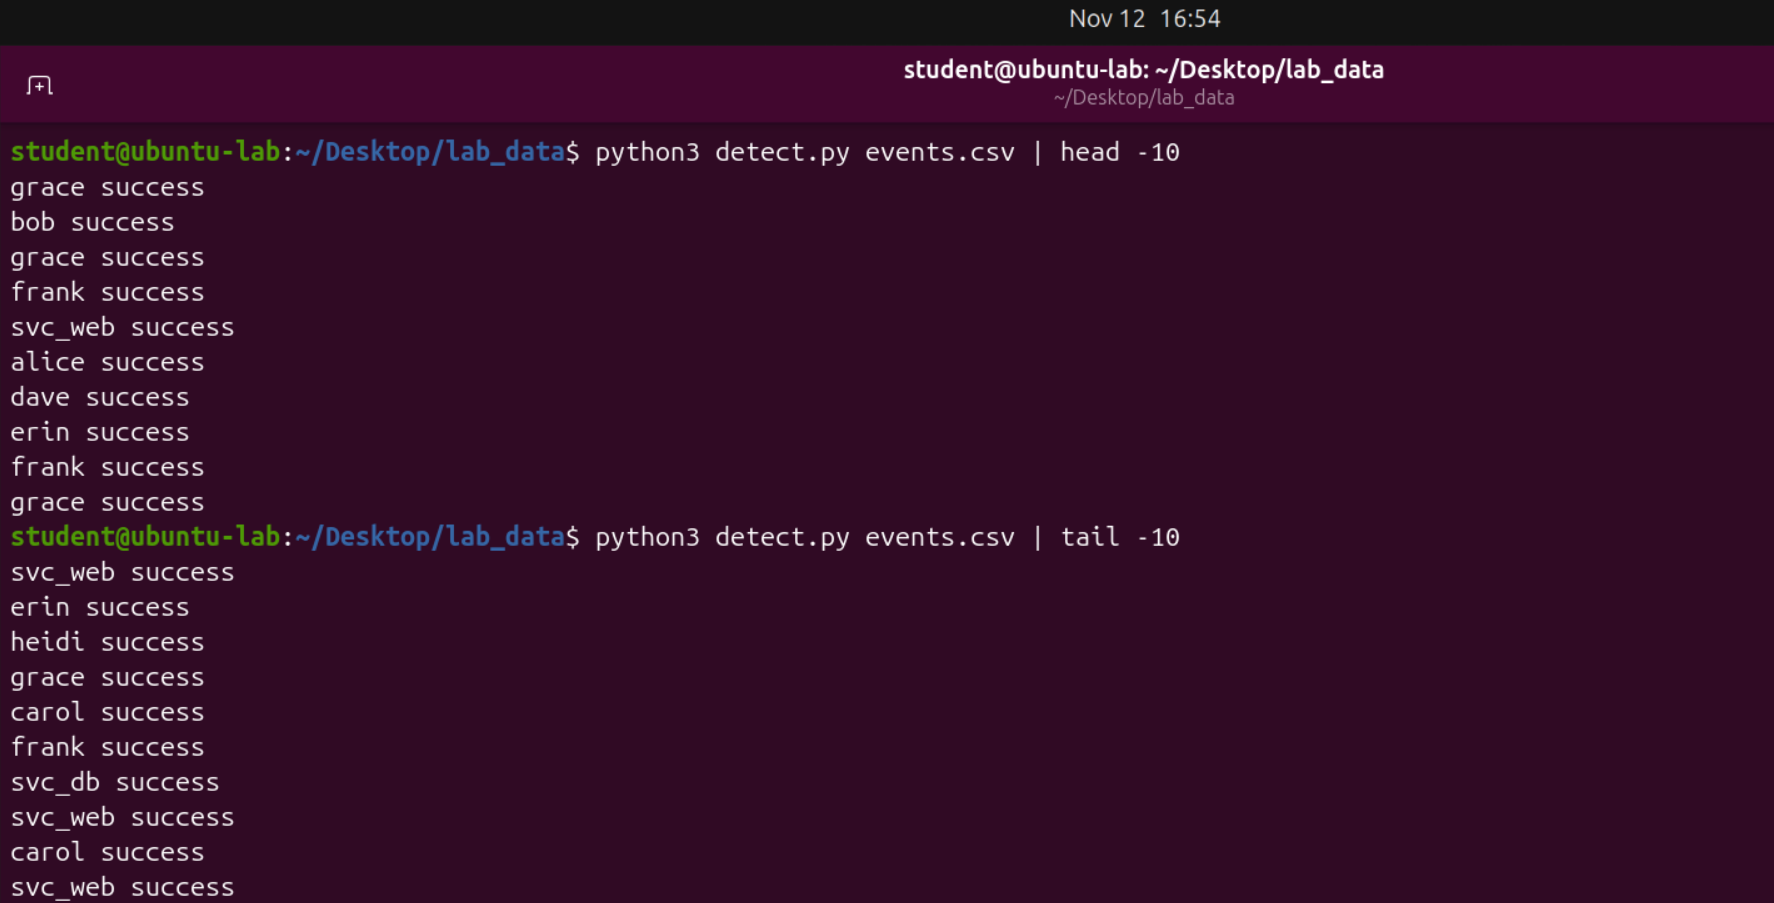 Nov 12 16:54
student@ubuntu-lab: ~/Desktop/lab_data
~/Desktop/lab_data
student@ubuntu-lab:~/Desktop/lab_data$ python3 detect.py events.csv | head -10
grace success
bob success
grace success
frank success
svc_web success
alice success
dave success
erin success
frank success
grace success
student@ubuntu-lab:~/Desktop/lab_data$ python3 detect.py events.csv | tail -10
svc_web success
erin success
heidi success
grace success
carol success
frank success
svc_db success
svc_web success
carol success
svc_web success